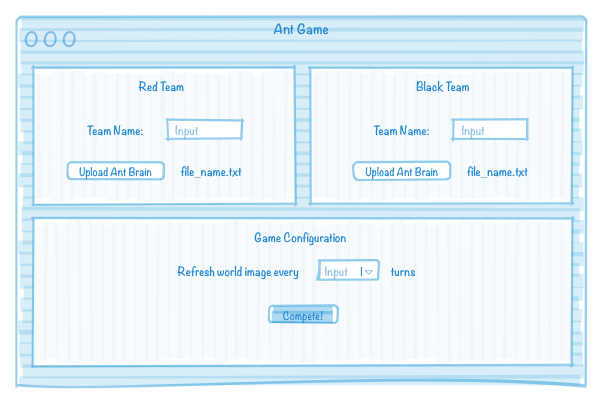 Ant Game
Red Team
Team Name: Input
Upload Ant Brain file_name.txt
Black Team
Team Name: Input
Upload Ant Brain file_name.txt
Game Configuration
Refresh world image every Input turns
Compete!